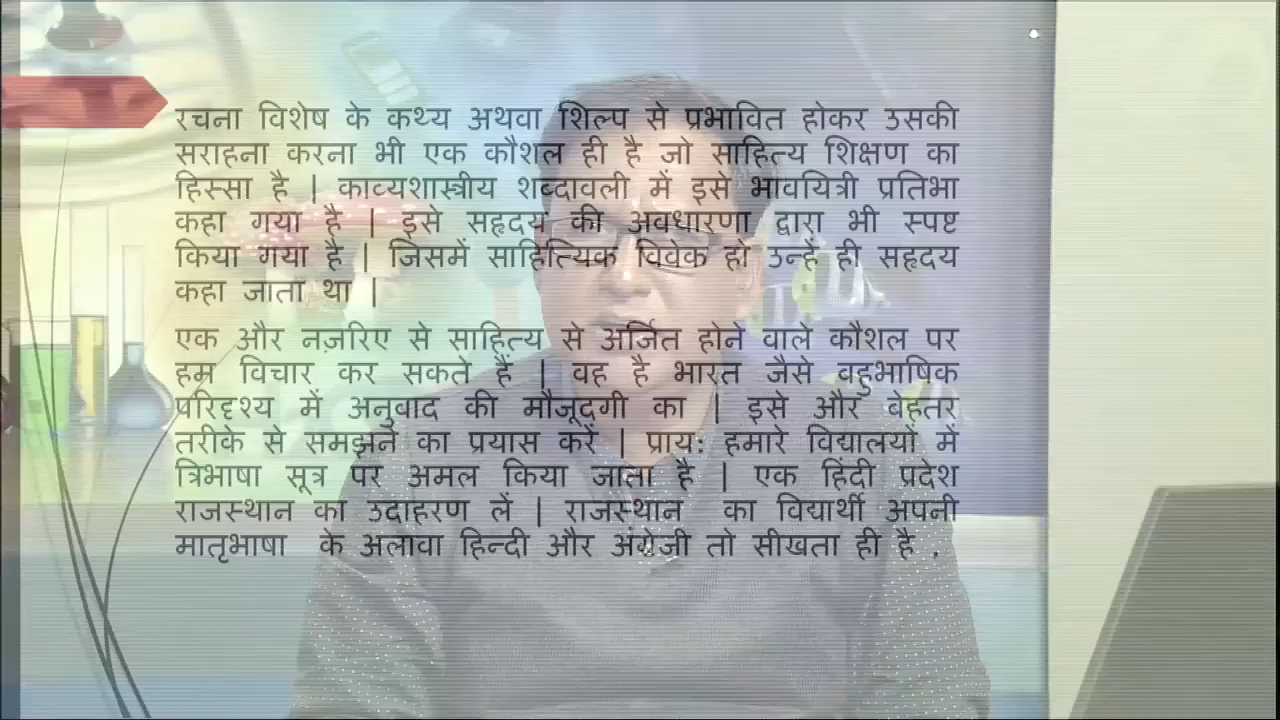 रचना विशेष के कथ्य अथवा शिल्प से प्रभावित होकर उसकी
सराहना करना भी एक कौशल ही है जो साहित्य शिक्षण का
हिस्सा है | काव्यशास्त्रीय शब्दावली में इसे भावयित्री प्रतिभा
कहा गया है | इसे सहृदय की अवधारणा द्वारा भी स्पष्ट
किया गया है | जिसमें साहित्यिक विवेक हो उन्हें ही सहृदय
कहा जाता था |
एक और नज़रिए से साहित्य से अर्जित होने वाले कौशल पर
हम विचार कर सकते हैं | वह है भारत जैसे बहुभाषिक
परिदृश्य में अनुवाद की मौजूदगी का | इसे और बेहतर
तरीके से समझने का प्रयास करें | प्राय: हमारे विद्यालयों में
त्रिभाषा सूत्र पर अमल किया जाता है | एक हिंदी प्रदेश
राजस्थान का उदाहरण लें | राजस्थान का विद्यार्थी अपनी
मातृभाषा के अलावा हिन्दी और अंग्रेजी तो सीखता ही है .